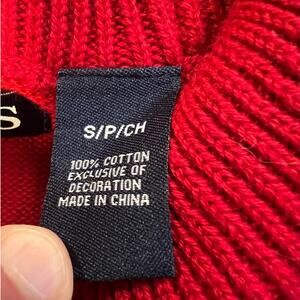 S
S/P/CH
100% COTTON
EXCLUSIVE OF
DECORATION
MADE IN CHINA